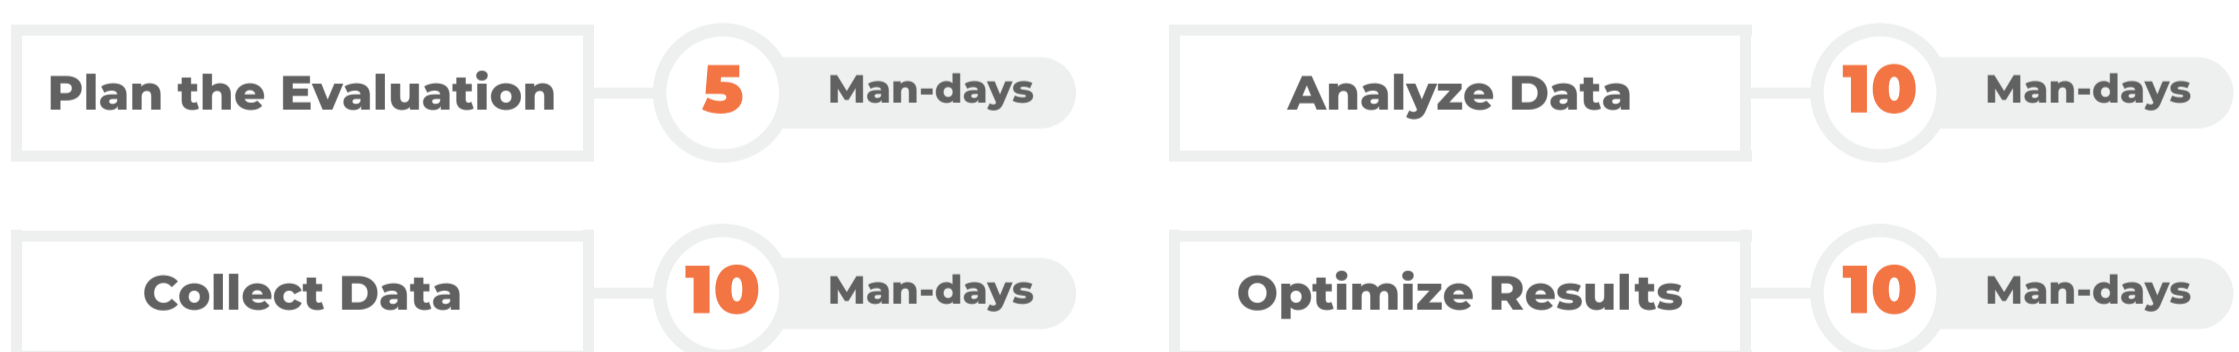 Plan the Evaluation 5 Man-days
Analyze Data 10 Man-days
Collect Data 10 Man-days
Optimize Results 10 Man-days